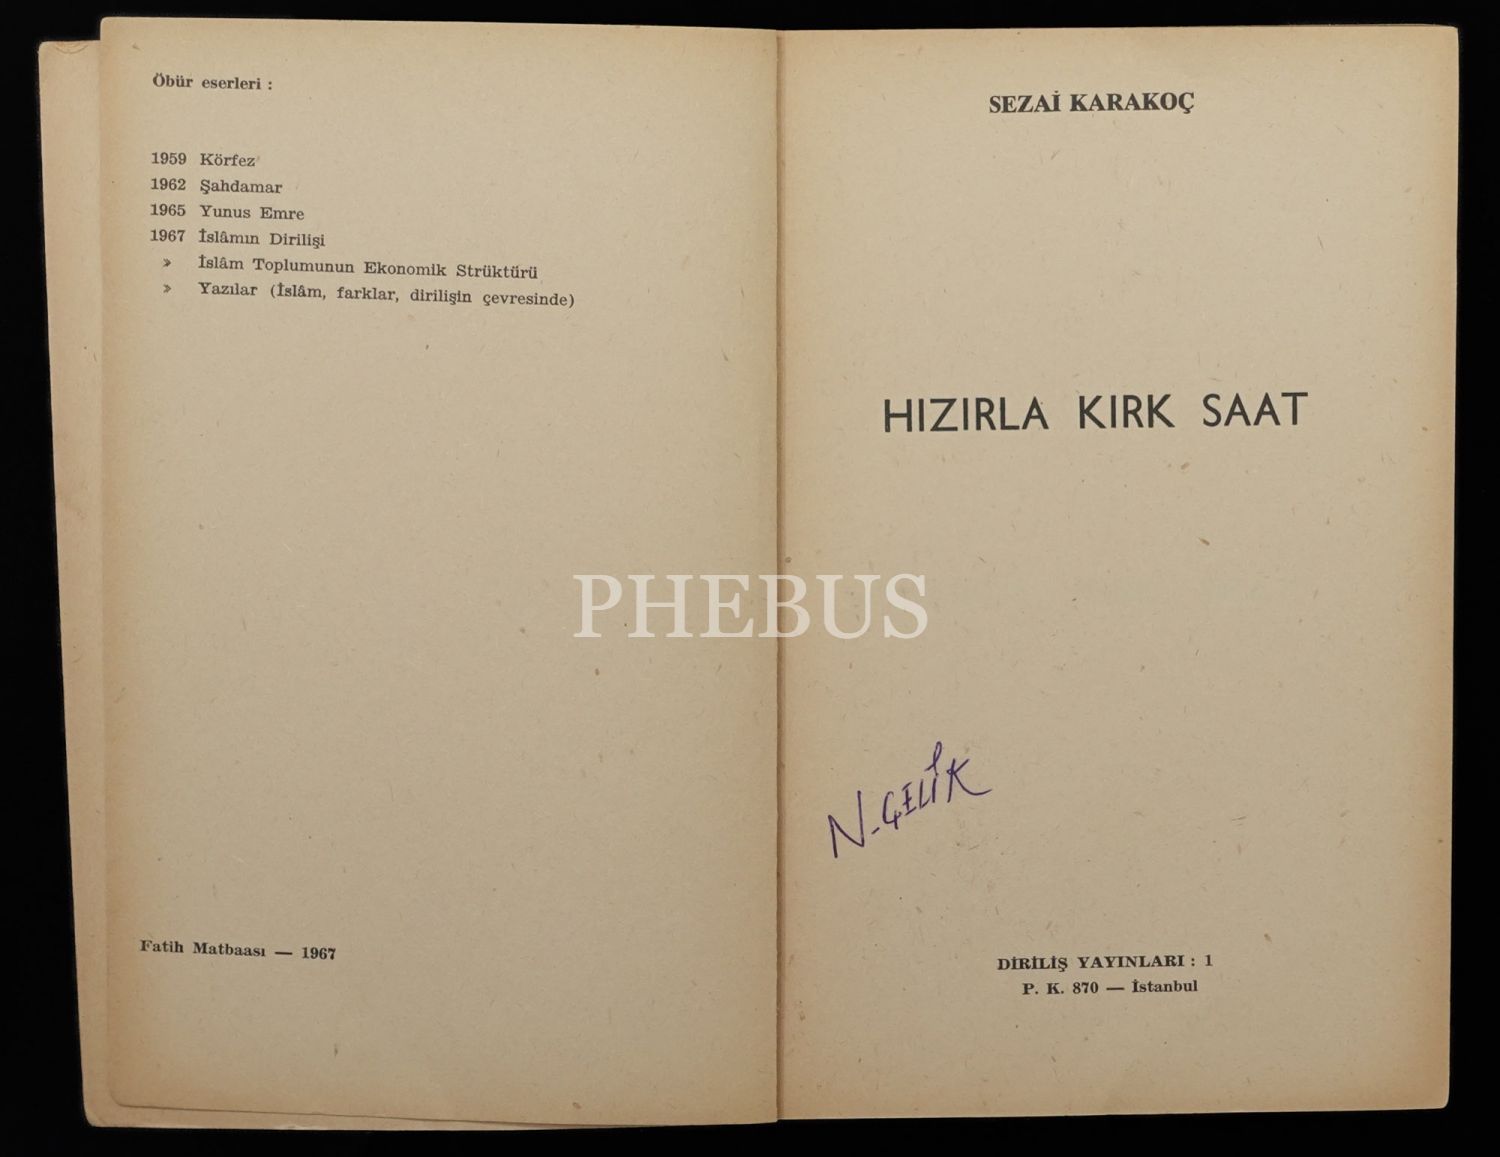 Öbür eserleri :
1959 Körfez
1962 Şahdamar
1965 Yunus Emre
1967 İslâmın Dirilişi
» İslâm Toplumunun Ekonomik Strüktürü
» Yazılar (İslâm, farklar, dirilişin çevresinde)
Fatih Matbaası — 1967
SEZAİ KARAKOÇ
HIZIRLA KIRK SAAT
PHEBUS
N-ÇELİK
DİRİLİŞ YAYINLARI : 1
P. K. 870 — İstanbul